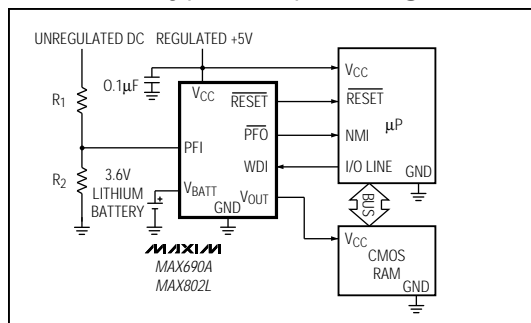 UNREGULATED DC
REGULATED +5V
0.1µF
R1
R2
VCC
RESET
PFI
PFO
WDI
VBATT
VOUT
GND
3.6V
LITHIUM
BATTERY
MAXIM
MAX690A
MAX802L
VCC
RESET
µP
NMI
I/O LINE
GND
BUS
VCC
CMOS
RAM
GND